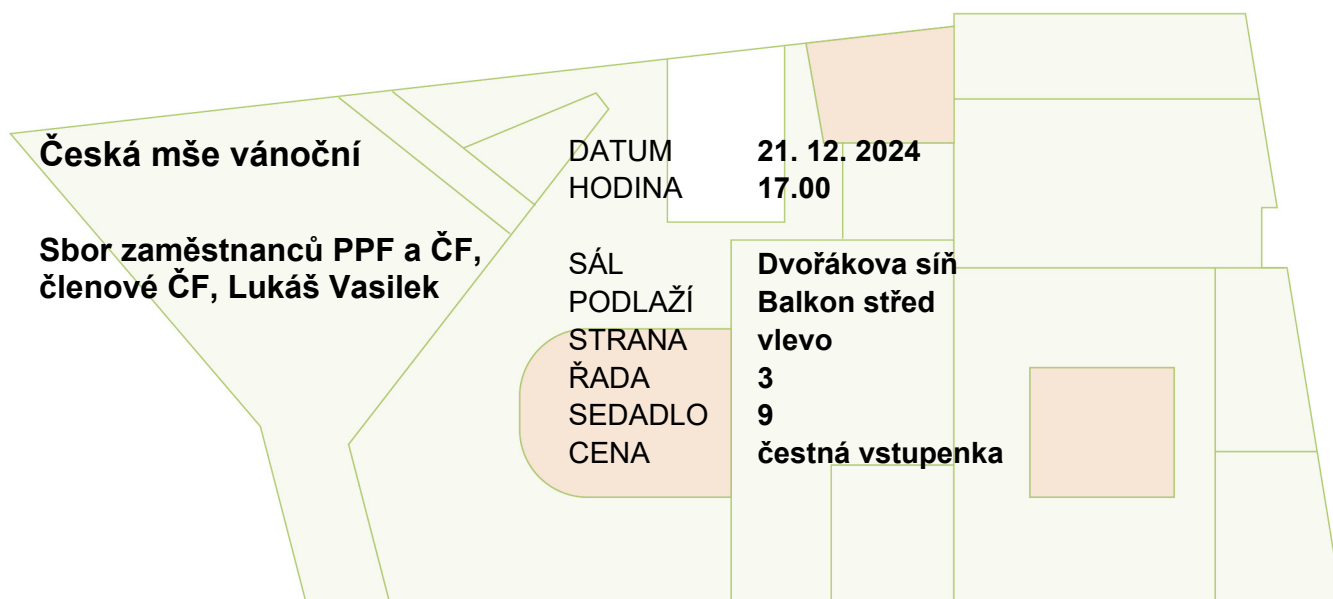 Česká mše vánoční
Sbor zaměstnanců PPF a ČF,
členové ČF, Lukáš Vasilek
DATUM 21. 12. 2024
HODINA 17.00
SÁL Dvořákova síň
PODLAŽÍ Balkon střed
STRANA vlevo
ŘADA 3
SEDADLO 9
CENA čestná vstupenka